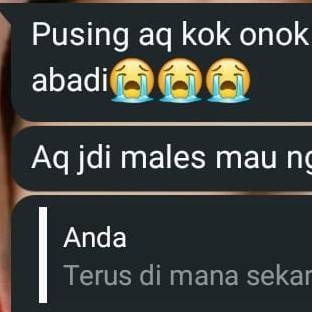 Pusing aq kok onok
abadi😭😭😭
Aq jdi males mau
Anda
Terus di mana